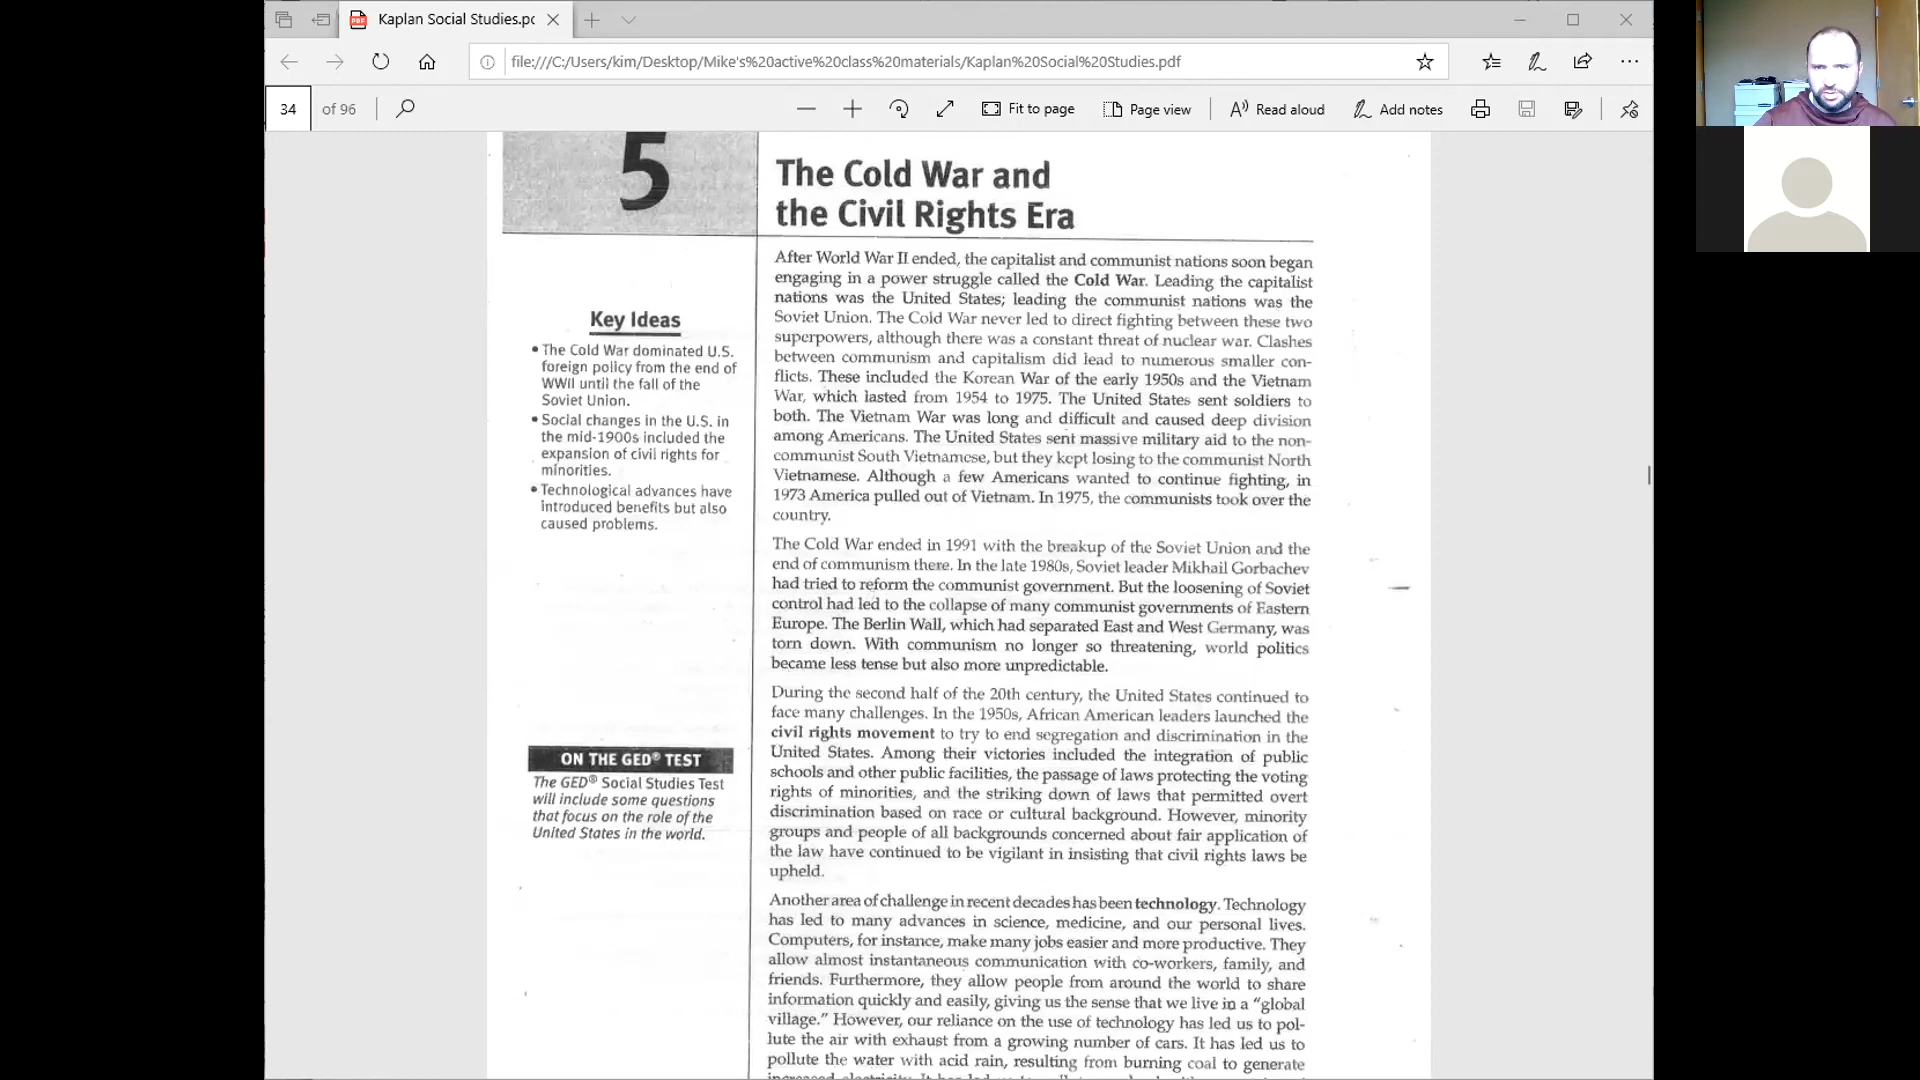 Kaplan Social Studies.pc
file:///C:/Users/kim/Desktop/Mike's%20active%20class%20materials/Kaplan%20Social%20Studies.pdf
34 of 96
Fit to page
Page view
Read aloud
Add notes
5
The Cold War and
the Civil Rights Era
Key Ideas
• The Cold War dominated U.S.
foreign policy from the end of
WWII until the fall of the
Soviet Union.
• Social changes in the U.S. in
the mid-1900s included the
expansion of civil rights for
minorities.
• Technological advances have
introduced benefits but also
caused problems.
ON THE GED® TEST
The GED® Social Studies Test
will include some questions
that focus on the role of the
United States in the world.
After World War II ended, the capitalist and communist nations soon began
engaging in a power struggle called the Cold War. Leading the capitalist
nations was the United States; leading the communist nations was the
Soviet Union. The Cold War never led to direct fighting between these two
superpowers, although there was a constant threat of nuclear war. Clashes
between communism and capitalism did lead to numerous smaller con-
flicts. These included the Korean War of the early 1950s and the Vietnam
War, which lasted from 1954 to 1975. The United States sent soldiers to
both. The Vietnam War was long and difficult and caused deep division
among Americans. The United States sent massive military aid to the non-
communist South Vietnamese, but they kept losing to the communist North
Vietnamese. Although a few Americans wanted to continue fighting, in
1973 America pulled out of Vietnam. In 1975, the communists took over the
country.
The Cold War ended in 1991 with the breakup of the Soviet Union and the
end of communism there. In the late 1980s, Soviet leader Mikhail Gorbachev
had tried to reform the communist government. But the loosening of Soviet
control had led to the collapse of many communist governments of Eastern
Europe. The Berlin Wall, which had separated East and West Germany, was
torn down. With communism no longer so threatening, world politics
became less tense but also more unpredictable.
During the second half of the 20th century, the United States continued to
face many challenges. In the 1950s, African American leaders launched the
civil rights movement to try to end segregation and discrimination in the
United States. Among their victories included the integration of public
schools and other public facilities, the passage of laws protecting the voting
rights of minorities, and the striking down of laws that permitted overt
discrimination based on race or cultural background. However, minority
groups and people of all backgrounds concerned about fair application of
the law have continued to be vigilant in insisting that civil rights laws be
upheld.
Another area of challenge in recent decades has been technology. Technology
has led to many advances in science, medicine, and our personal lives.
Computers, for instance, make many jobs easier and more productive. They
allow almost instantaneous communication with co-workers, family, and
friends. Furthermore, they allow people from around the world to share
information quickly and easily, giving us the sense that we live in a "global
village." However, our reliance on the use of technology has led us to pol-
lute the air with exhaust from a growing number of cars. It has led us to
pollute the water with acid rain, resulting from burning coal to generate